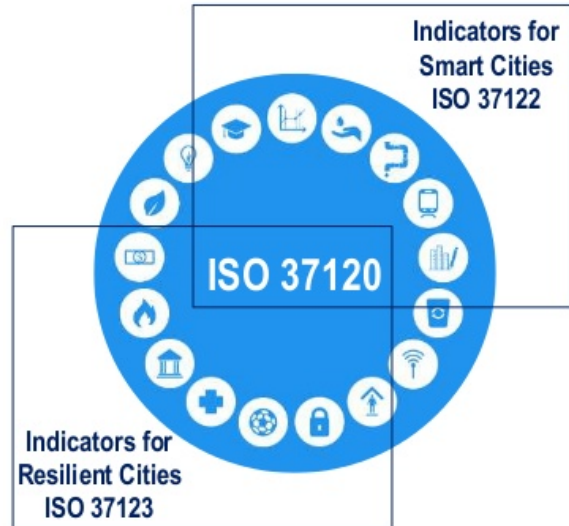 Indicators for
Smart Cities
ISO 37122
ISO 37120
Indicators for
Resilient Cities
ISO 37123